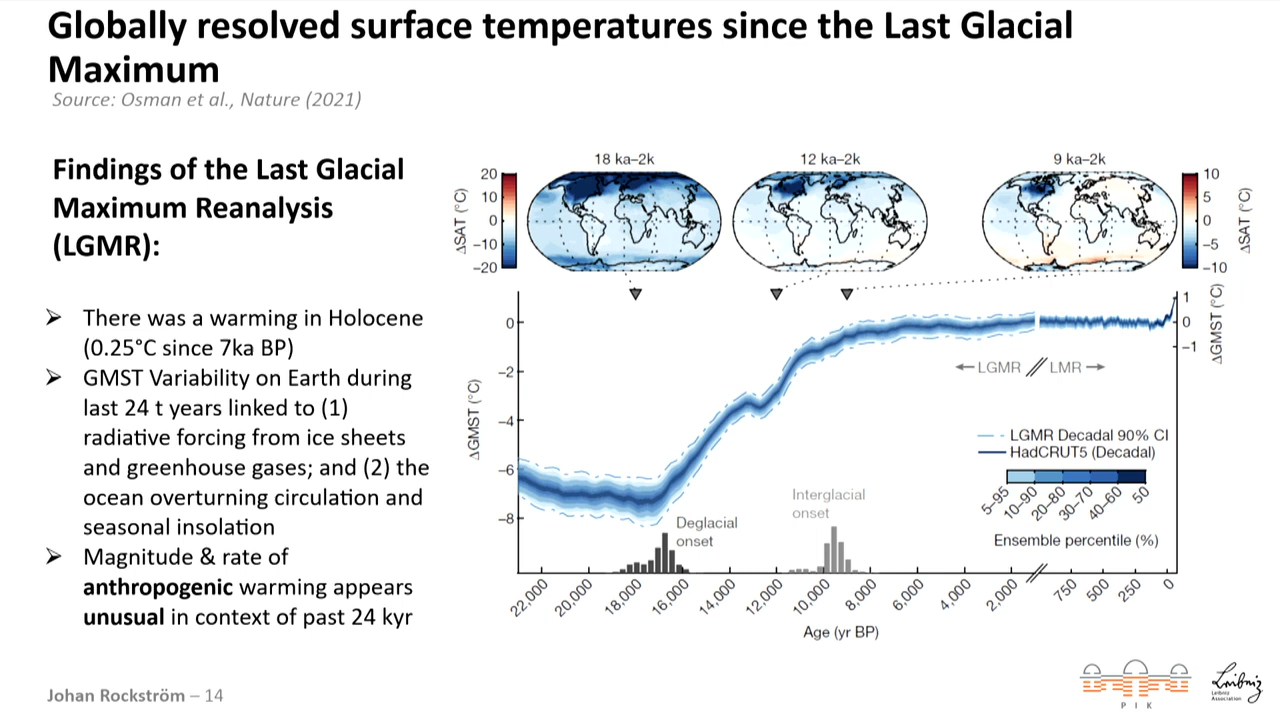 Globally resolved surface temperatures since the Last Glacial
Maximum
Source: Osman et al., Nature (2021)
Findings of the Last Glacial
Maximum Reanalysis
(LGMR):
➢ There was a warming in Holocene
(0.25°C since 7ka BP)
➢ GMST Variability on Earth during
last 24 t years linked to (1)
radiative forcing from ice sheets
and greenhouse gases; and (2) the
ocean overturning circulation and
seasonal insolation
➢ Magnitude & rate of
anthropogenic warming appears
unusual in context of past 24 kyr
18 ka–2k
12 ka–2k
9 ka–2k
ΔSAT (°C)
20
10
0
−10
−20
10
5
0
−5
−10
ΔSAT (°C)
ΔGMST (°C)
0
−2
−4
−6
−8
1
0
−1
ΔGMST (°C)
←LGMR // LMR→
LGMR Decadal 90% CI
HadCRUT5 (Decadal)
5–95
10–90
20–80
30–70
40–60
50
Ensemble percentile (%)
Deglacial
onset
Interglacial
onset
22,000
20,000
18,000
16,000
14,000
12,000
10,000
8,000
6,000
4,000
2,000
750
500
250
0
Age (yr BP)
Johan Rockström – 14
P I K
Leibniz
Leibniz
Association